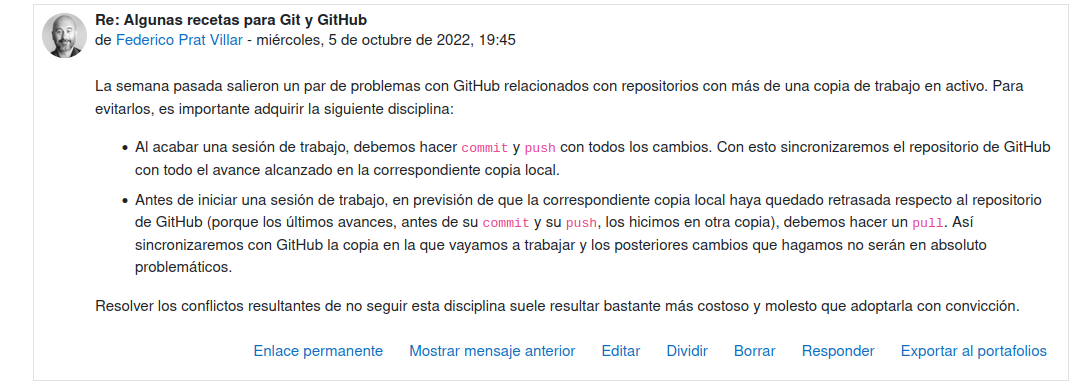 Re: Algunas recetas para Git y GitHub
de Federico Prat Villar - miércoles, 5 de octubre de 2022, 19:45
La semana pasada salieron un par de problemas con GitHub relacionados con repositorios con más de una copia de trabajo en activo. Para
evitarlos, es importante adquirir la siguiente disciplina:
• Al acabar una sesión de trabajo, debemos hacer commit y push con todos los cambios. Con esto sincronizaremos el repositorio de GitHub
con todo el avance alcanzado en la correspondiente copia local.
• Antes de iniciar una sesión de trabajo, en previsión de que la correspondiente copia local haya quedado retrasada respecto al repositorio
de GitHub (porque los últimos avances, antes de su commit y su push, los hicimos en otra copia), debemos hacer un pull. Así
sincronizaremos con GitHub la copia en la que vayamos a trabajar y los posteriores cambios que hagamos no serán en absoluto
problemáticos.
Resolver los conflictos resultantes de no seguir esta disciplina suele resultar bastante más costoso y molesto que adoptarla con convicción.
Enlace permanente Mostrar mensaje anterior Editar Dividir Borrar Responder Exportar al portafolios